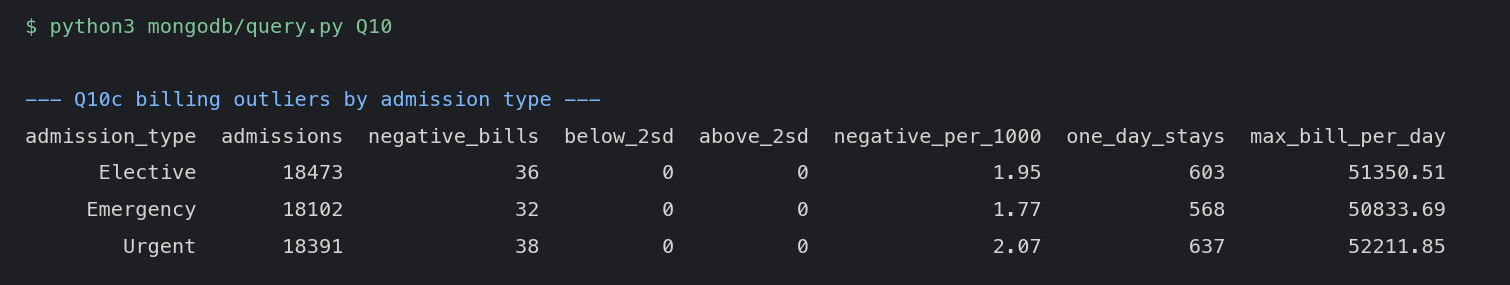 $ python3 mongodb/query.py Q10
--- Q10c billing outliers by admission type ---
admission_type admissions negative_bills below_2sd above_2sd negative_per_1000 one_day_stays max_bill_per_day
Elective 18473 36 0 0 1.95 603 51350.51
Emergency 18102 32 0 0 1.77 568 50833.69
Urgent 18391 38 0 0 2.07 637 52211.85